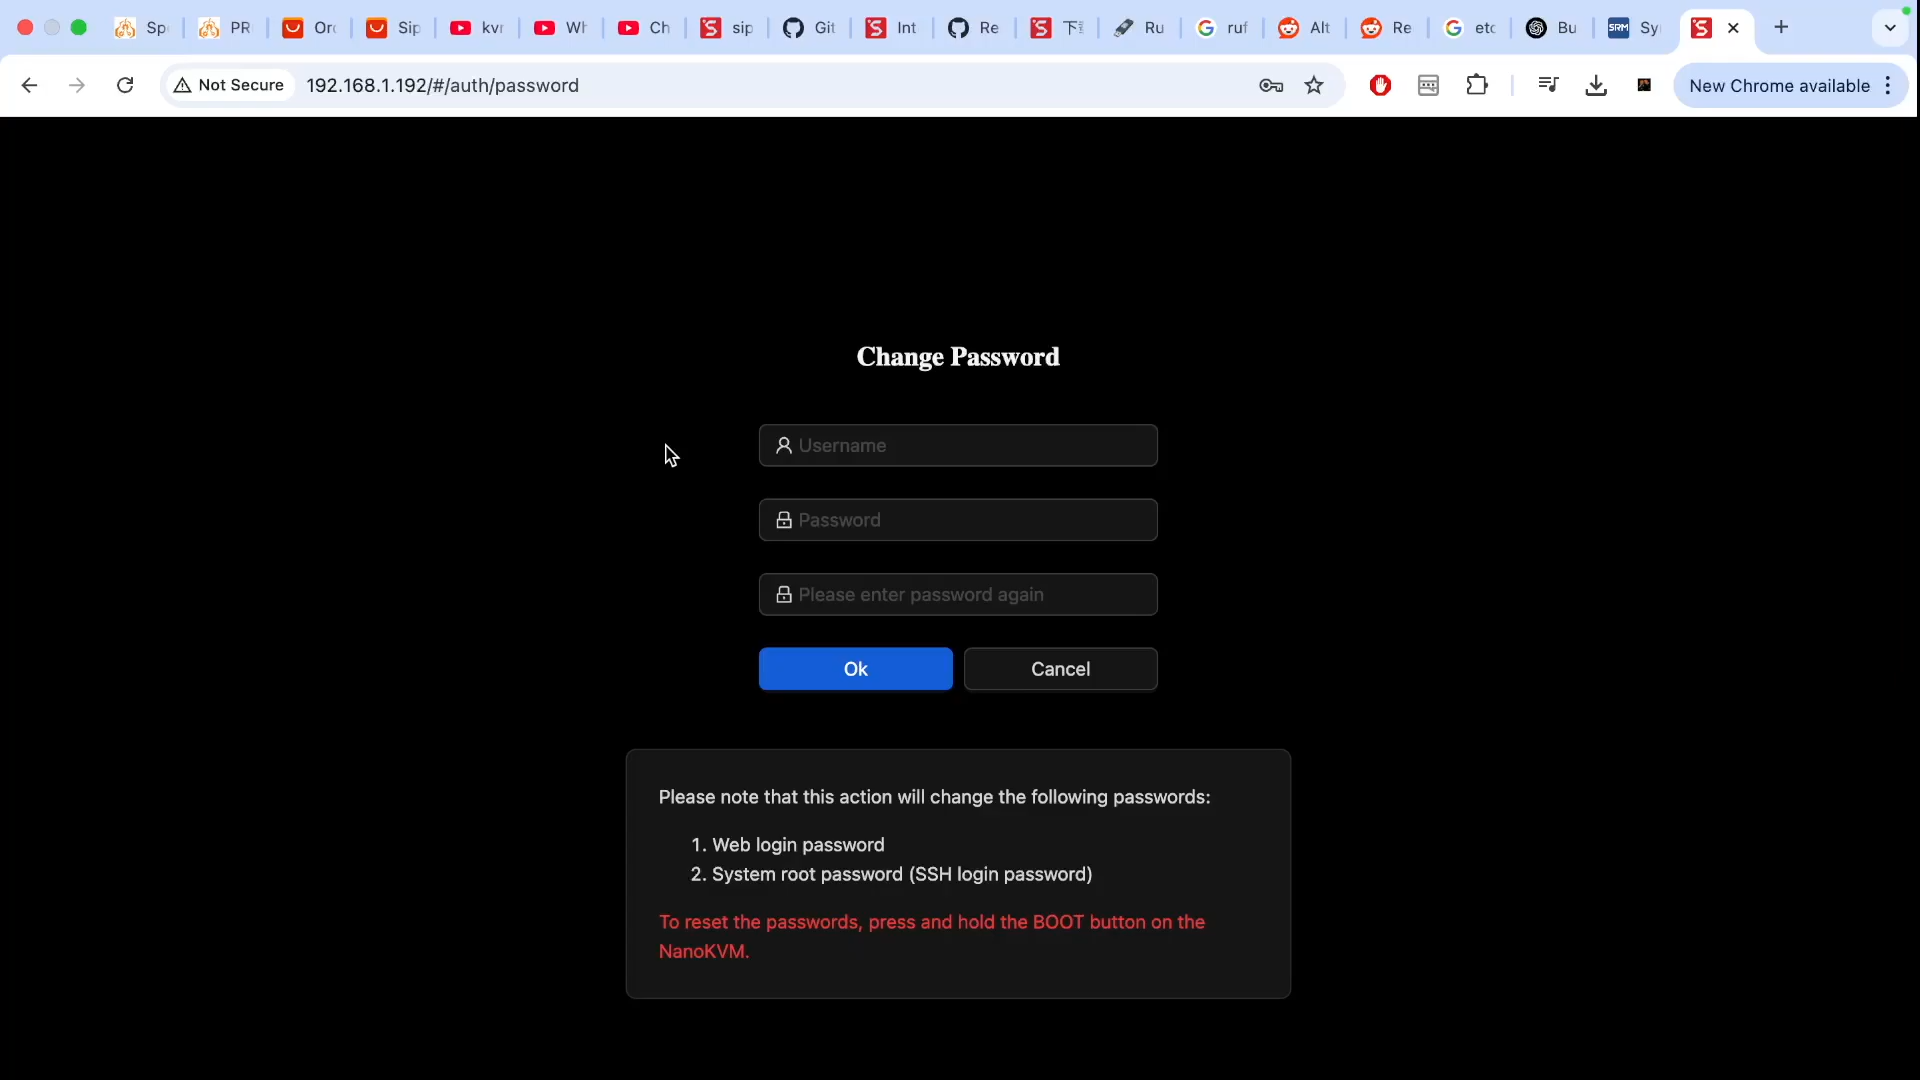 Sp
PR
Or
Sip
kvr
Wh
Ch
sip
Git
Int
Re
Ru
ruf
Alt
Re
etc
Bu
SRM
Sy
Not Secure
192.168.1.192/#/auth/password
New Chrome available
Change Password
Username
Password
Please enter password again
Ok
Cancel
Please note that this action will change the following passwords:
1. Web login password
2. System root password (SSH login password)
To reset the passwords, press and hold the BOOT button on the
NanoKVM.